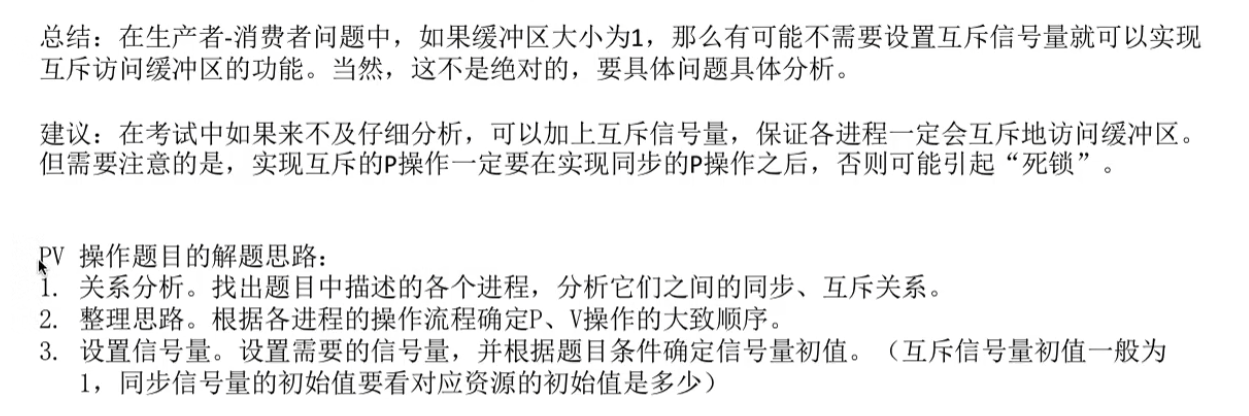 总结：在生产者-消费者问题中，如果缓冲区大小为1，那么有可能不需要设置互斥信号量就可以实现
互斥访问缓冲区的功能。当然，这不是绝对的，要具体问题具体分析。
建议：在考试中如果来不及仔细分析，可以加上互斥信号量，保证各进程一定会互斥地访问缓冲区。
但需要注意的是，实现互斥的P操作一定要在实现同步的P操作之后，否则可能引起“死锁”。
PV 操作题目的解题思路：
1. 关系分析。找出题目中描述的各个进程，分析它们之间的同步、互斥关系。
2. 整理思路。根据各进程的操作流程确定P、V操作的大致顺序。
3. 设置信号量。设置需要的信号量，并根据题目条件确定信号量初值。（互斥信号量初值一般为
1，同步信号量的初始值要看对应资源的初始值是多少）